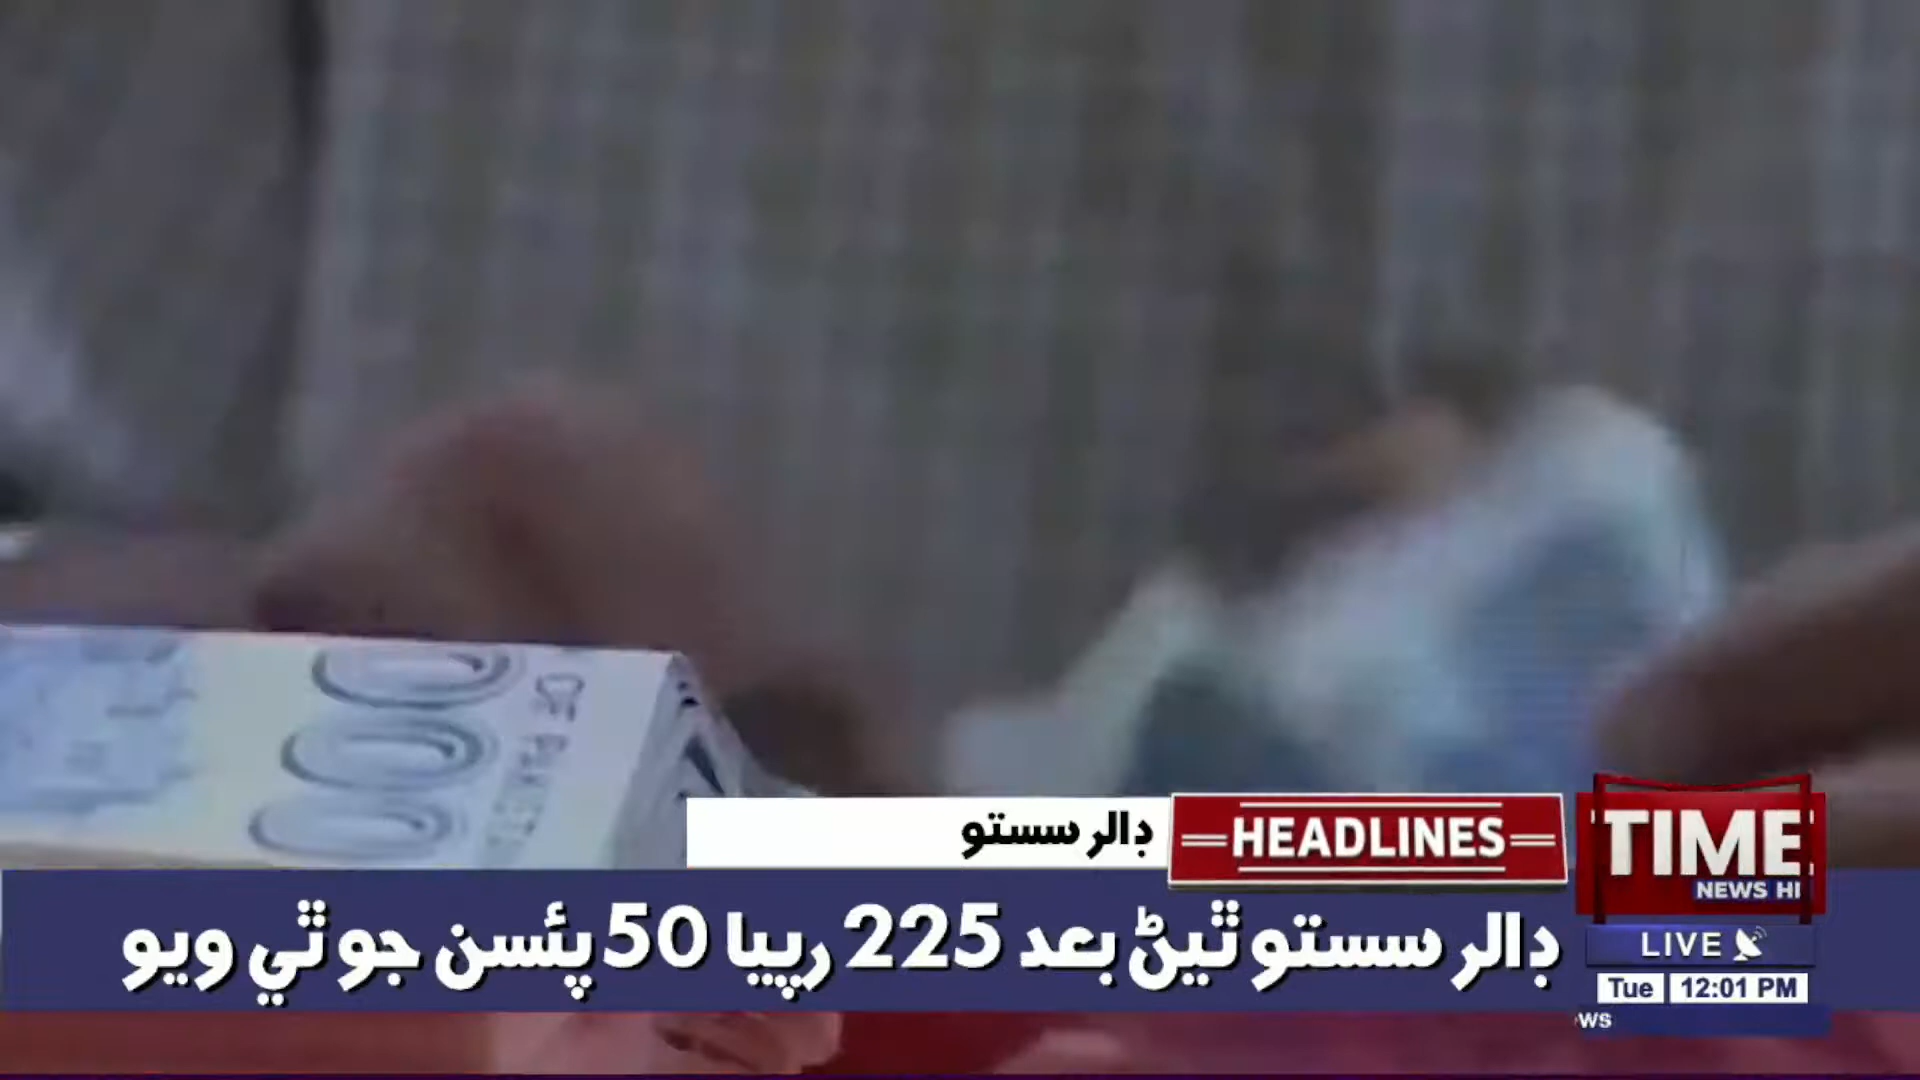 000
ڊالر سستو
HEADLINES
TIME
NEWS
LIVE
ڊالر سستو ٿيڻ بعد 225 رپيا 50 پئسن جو ٿي ويو
Tue 12:01 PM